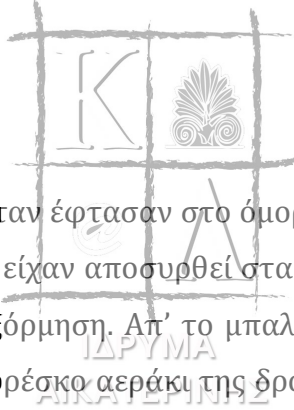 Κ
Λ
ταν έφτασαν στο όμορ
είχαν αποσυρθεί στα
ξόρμηση. Απ’ το μπαλ
ΙΔΡΥΜΑ
ρέσκο αεράκι της δρο
ΑΙΚΑΤΕΡΙΝΗΣ